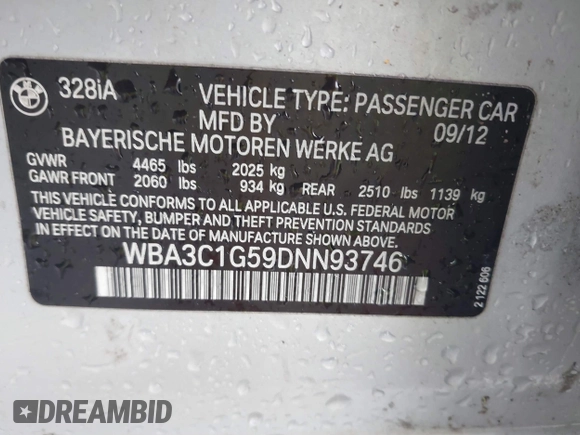 328iA VEHICLE TYPE: PASSENGER CAR
MFD BY 09/12
BAYERISCHE MOTOREN WERKE AG
GVWR 4465 lbs 2025 kg
GAWR FRONT 2060 lbs 934 kg REAR 2510 lbs 1139 kg
THIS VEHICLE CONFORMS TO ALL APPLICABLE U.S. FEDERAL MOTOR
VEHICLE SAFETY, BUMPER AND THEFT PREVENTION STANDARDS
IN EFFECT ON THE DATE OF MANUFACTURE SHOWN ABOVE.
WBA3C1G59DNN93746
2 122 606
DREAMBID